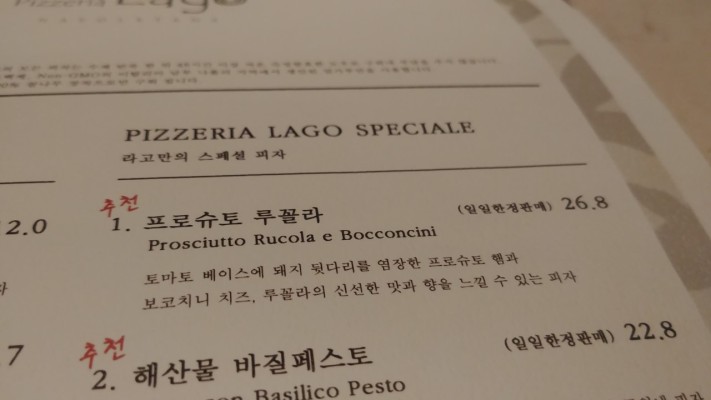 Pizzeria Lago
PIZZERIA LAGO SPECIALE
라고만의 스페셜 피자
2.0
추천
1. 프로슈토 루꼴라 (일일한정판매) 26.8
Prosciutto Rucola e Bocconcini
토마토 베이스에 돼지 뒷다리를 염장한 프로슈토 햄과
보코치니 치즈, 루꼴라의 신선한 맛과 향을 느낄 수 있는 피자
.7
추천
2. 해산물 바질페스토 (일일한정판매) 22.8
Basilico Pesto
피자